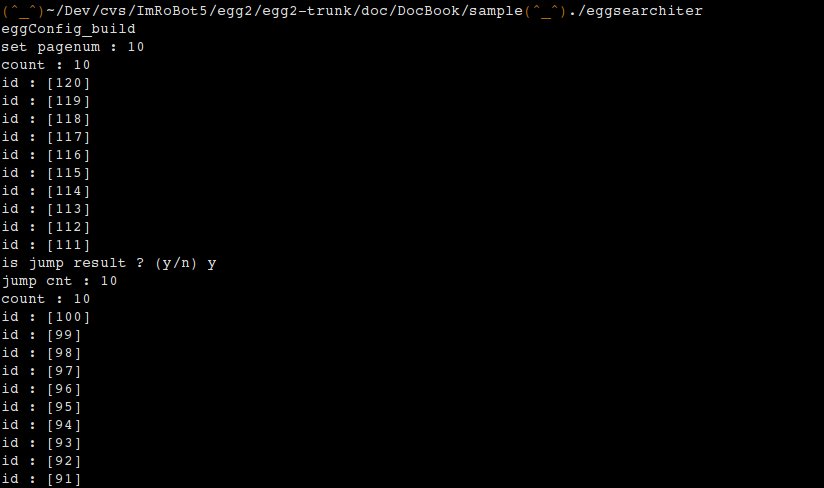 (^_^)~/Dev/cvs/ImRoBot5/egg2/egg2-trunk/doc/DocBook/sample(^_^)./eggsearchiter
eggConfig_build
set pagenum : 10
count : 10
id : [120]
id : [119]
id : [118]
id : [117]
id : [116]
id : [115]
id : [114]
id : [113]
id : [112]
id : [111]
is jump result ? (y/n) y
jump cnt : 10
count : 10
id : [100]
id : [99]
id : [98]
id : [97]
id : [96]
id : [95]
id : [94]
id : [93]
id : [92]
id : [91]